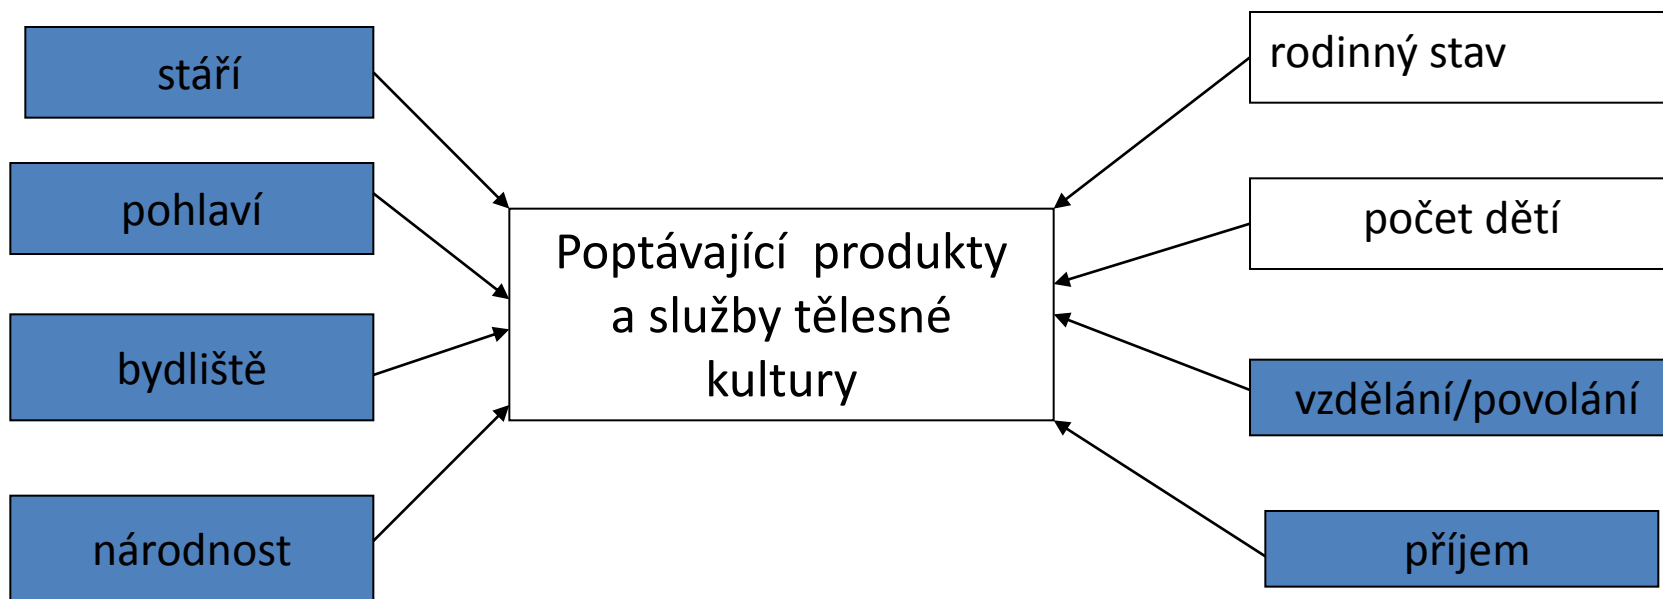 stáří
pohlaví
bydliště
národnost
Poptávající produkty
a služby tělesné
kultury
rodinný stav
počet dětí
vzdělání/povolání
příjem